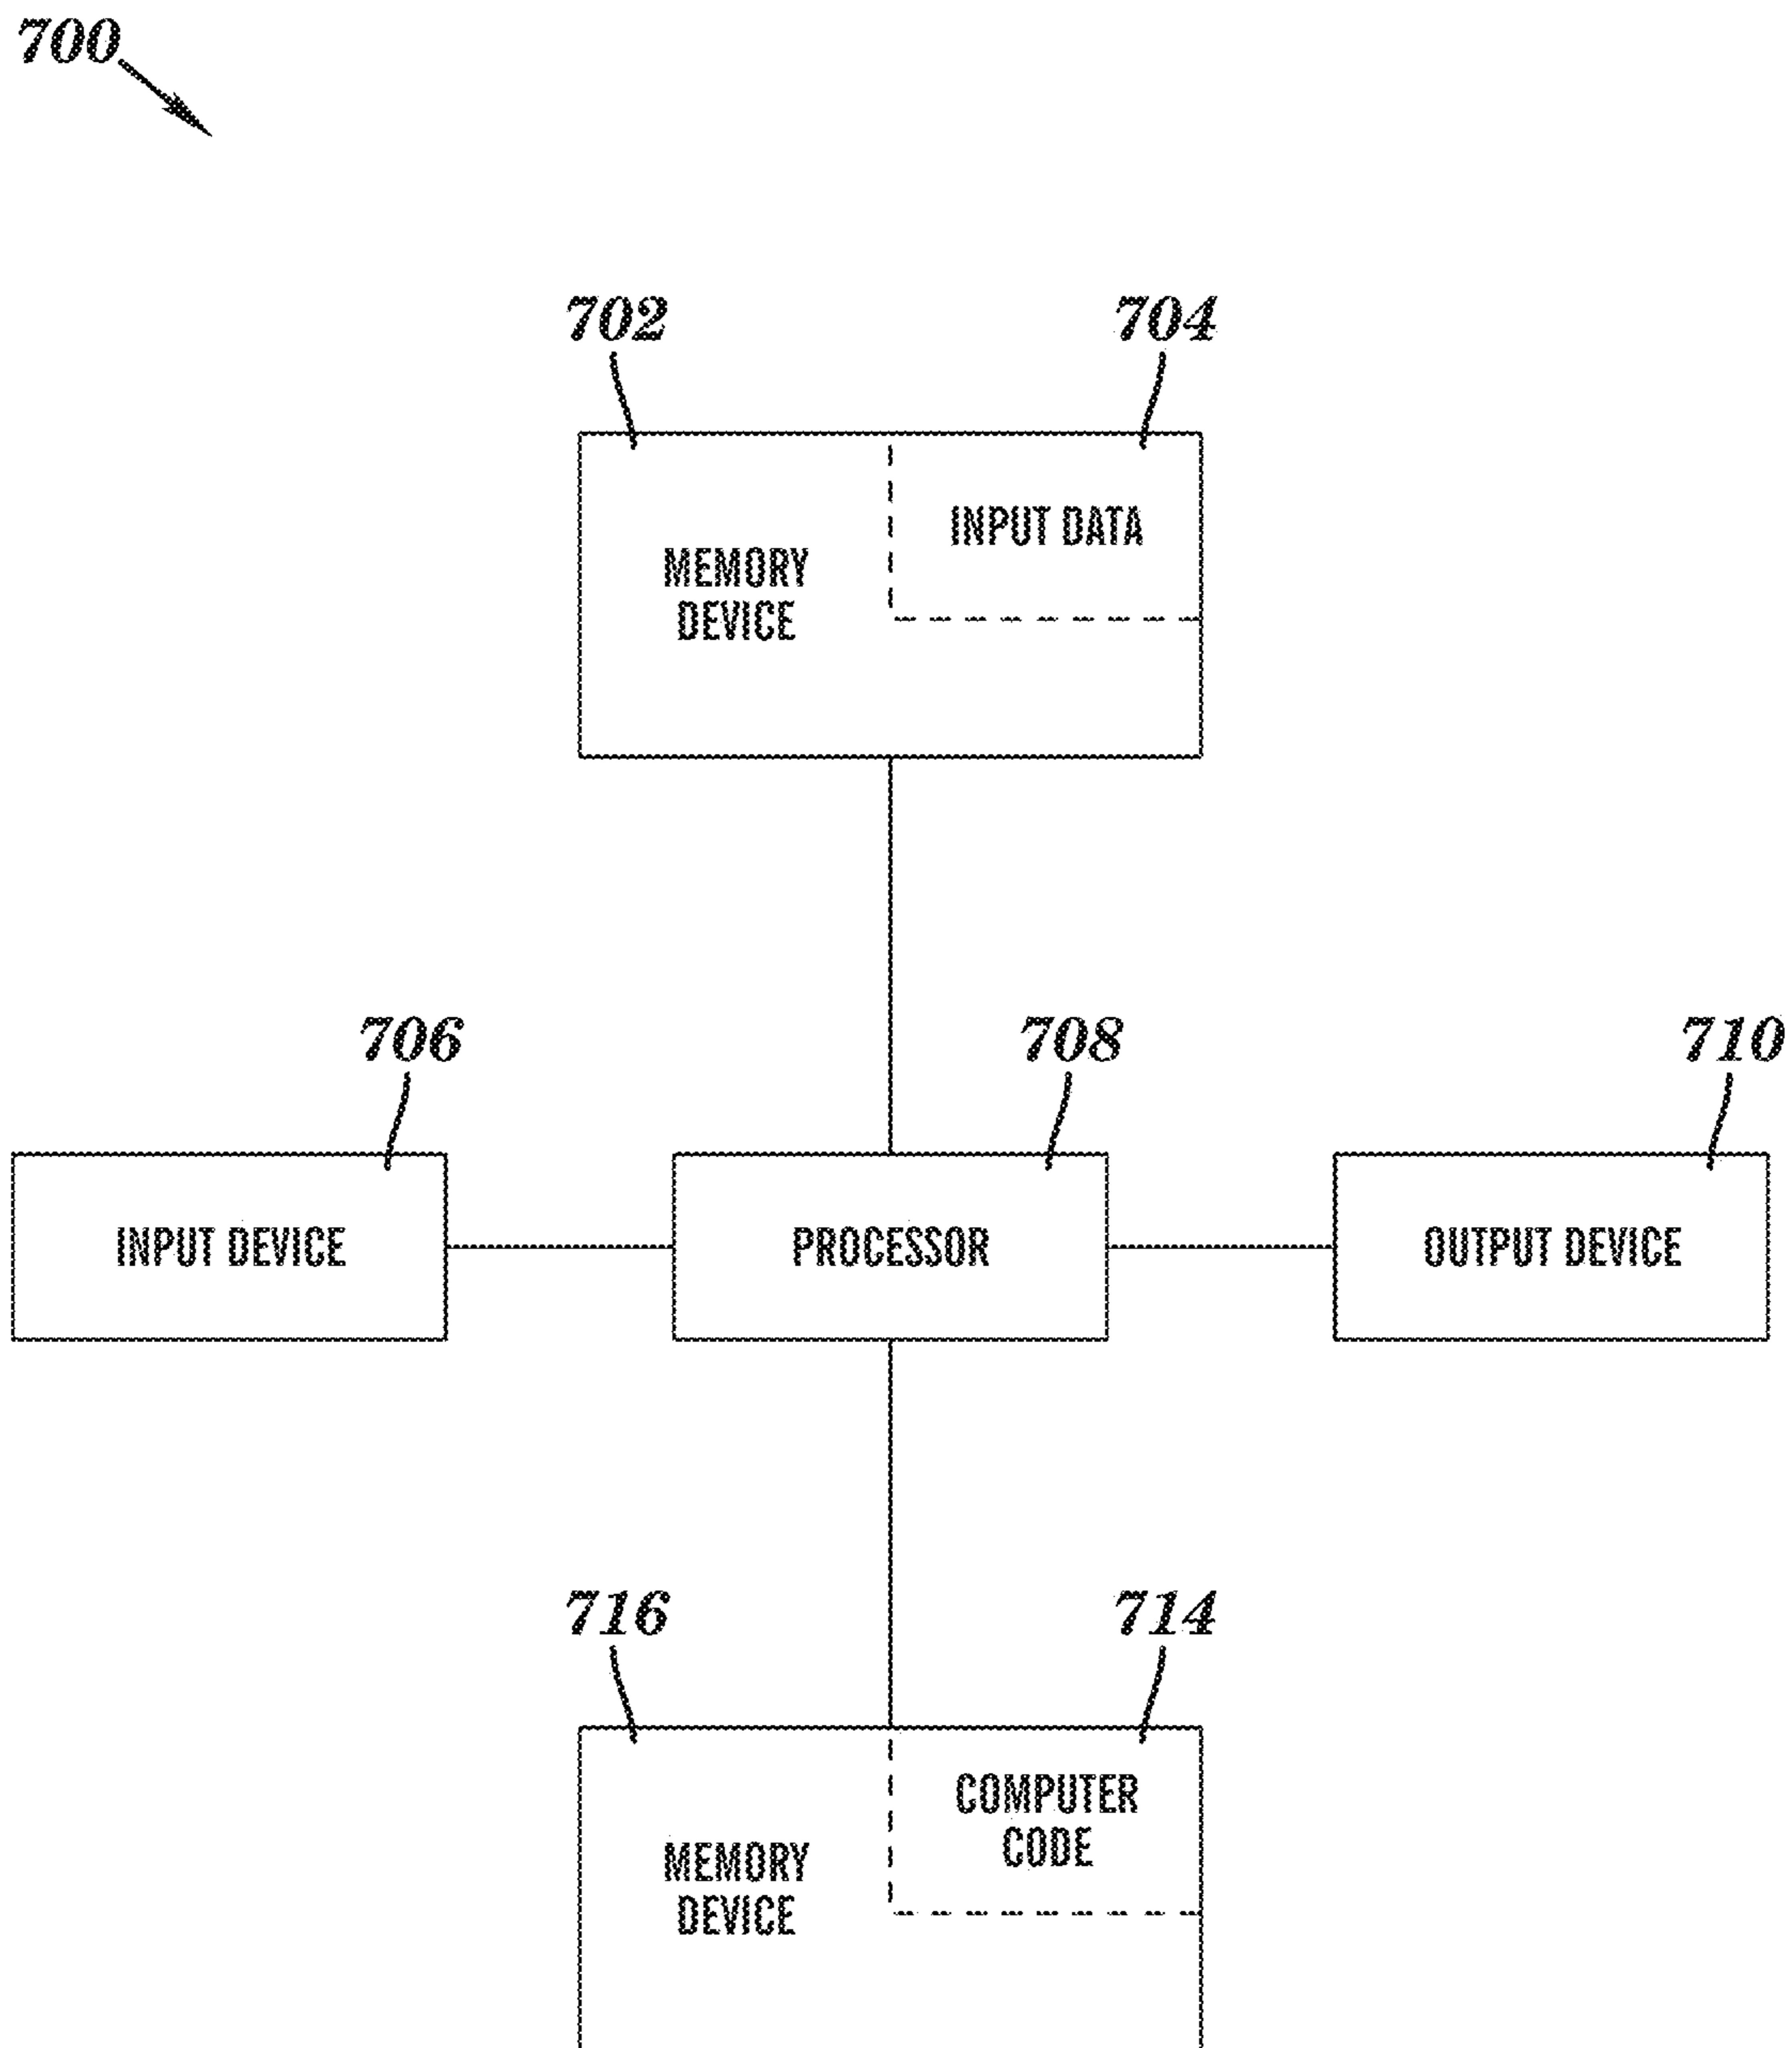 700
702
704
INPUT DATA
MEMORY
DEVICE
706
708
710
INPUT DEVICE
PROCESSOR
OUTPUT DEVICE
716
714
COMPUTER
CODE
MEMORY
DEVICE